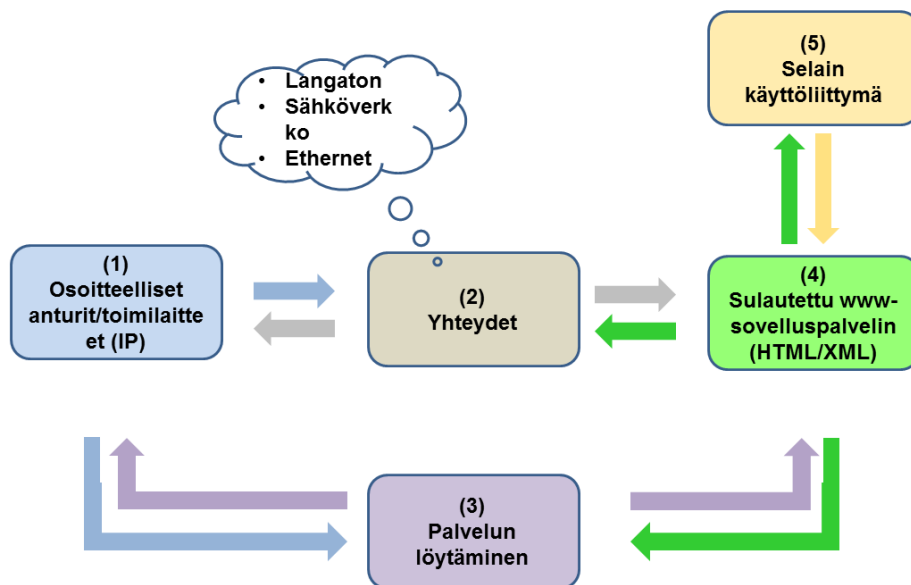 • Langaton
• Sähköverk
ko
• Ethernet
(5)
Selain
käyttöliittymä
(1)
Osoitteelliset
anturit/toimilaitte
et (IP)
(2)
Yhteydet
(4)
Sulautettu www-
sovelluspalvelin
(HTML/XML)
(3)
Palvelun
löytäminen